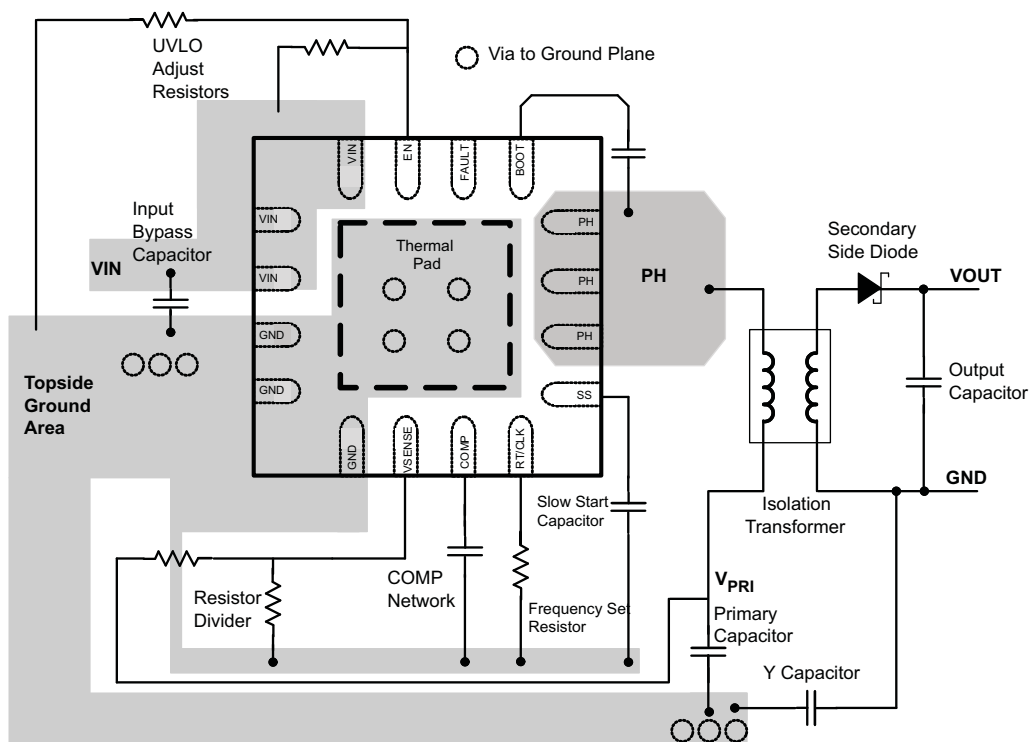 UVLO
Adjust
Resistors
Via to Ground Plane
VIN
EN
FAULT
BOOT
Input
Bypass
Capacitor
VIN
VIN
VIN
GND
GND
Thermal
Pad
PH
PH
PH
PH
SS
Secondary
Side Diode
VOUT
Output
Capacitor
GND
Isolation
Transformer
Topside
Ground
Area
GND
VSENSE
COMP
RT/CLK
Slow Start
Capacitor
Resistor
Divider
COMP
Network
Frequency Set
Resistor
VPRI
Primary
Capacitor
Y Capacitor